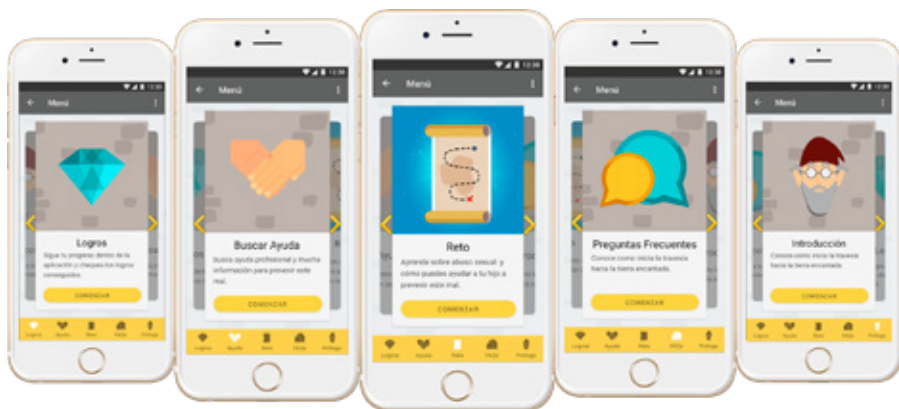 12:30
Menú
Logros
Sigue tu progreso dentro de la
aplicación y chequea los logros
conseguidos.
COMENZAR
Logros
Ayuda
Reto
FAQs
Prólogo
12:30
Menú
Buscar Ayuda
busca ayuda profesional y mucha
información para prevenir este
mal.
COMENZAR
Logros
Ayuda
Reto
FAQs
Prólogo
12:30
Menú
Reto
Aprende sobre abuso sexual y
cómo puedes ayudar a tu hijo a
prevenir este mal.
COMENZAR
Logros
Ayuda
Reto
FAQs
Prólogo
12:30
Menú
Preguntas Frecuentes
Conoce como inicia la travesía
hacia la tierra encantada.
COMENZAR
Logros
Ayuda
Reto
FAQs
Prólogo
12:30
Menú
Introducción
Conoce como inicia la travesía
hacia la tierra encantada.
COMENZAR
Logros
Ayuda
Reto
FAQs
Prólogo